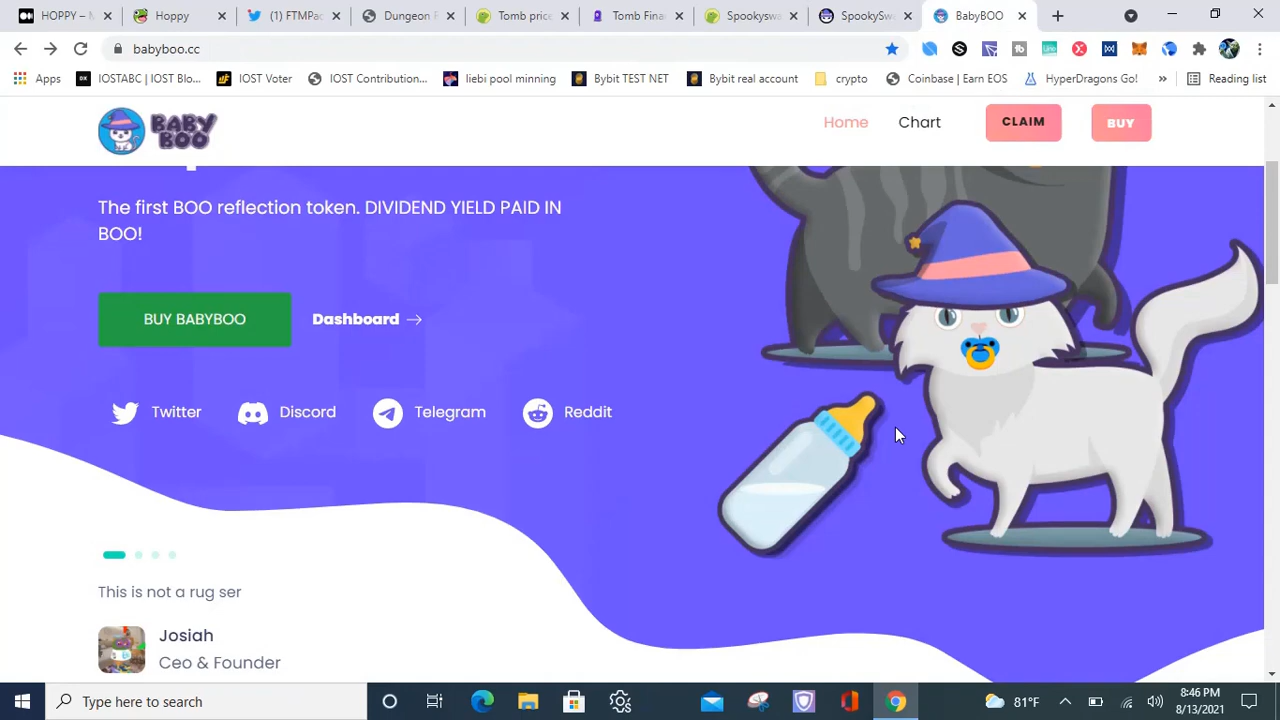 HOPPY – M
Hoppy
(1) FTMPa
Dungeon
Tomb price
Tomb Fina
Spookyswa
SpookySwa
BabyBOO
babyboo.cc
Apps
IOSTABC | IOST Blo...
IOST Voter
IOST Contribution...
liebi pool minning
Bybit TEST NET
Bybit real account
crypto
Coinbase | Earn EOS
HyperDragons Go!
»
Reading list
BABY
BOO
Home
Chart
CLAIM
BUY
The first BOO reflection token. DIVIDEND YIELD PAID IN
BOO!
BUY BABYBOO
Dashboard →
Twitter
Discord
Telegram
Reddit
This is not a rug ser
Josiah
Ceo & Founder
Type here to search
81°F
8:46 PM
8/13/2021